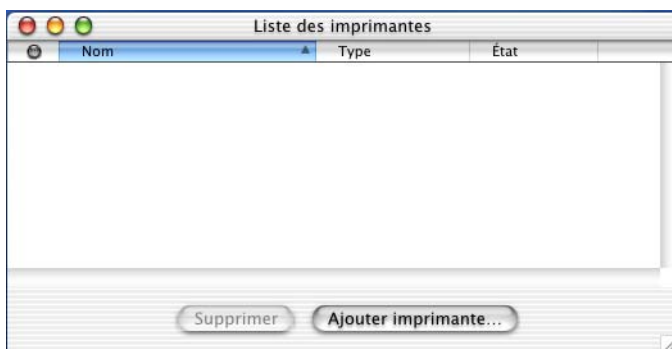 Liste des imprimantes
Nom Type État
Supprimer Ajouter imprimante...